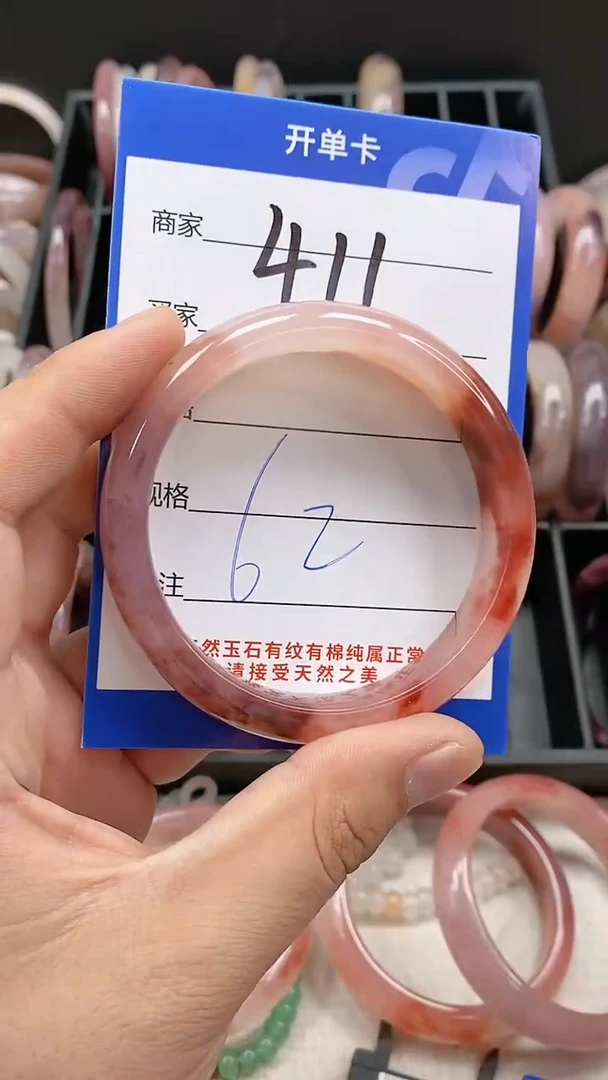 开单卡
商家 411
买家
规格 62
注
然玉石有纹有棉纯属正常
请接受天然之美